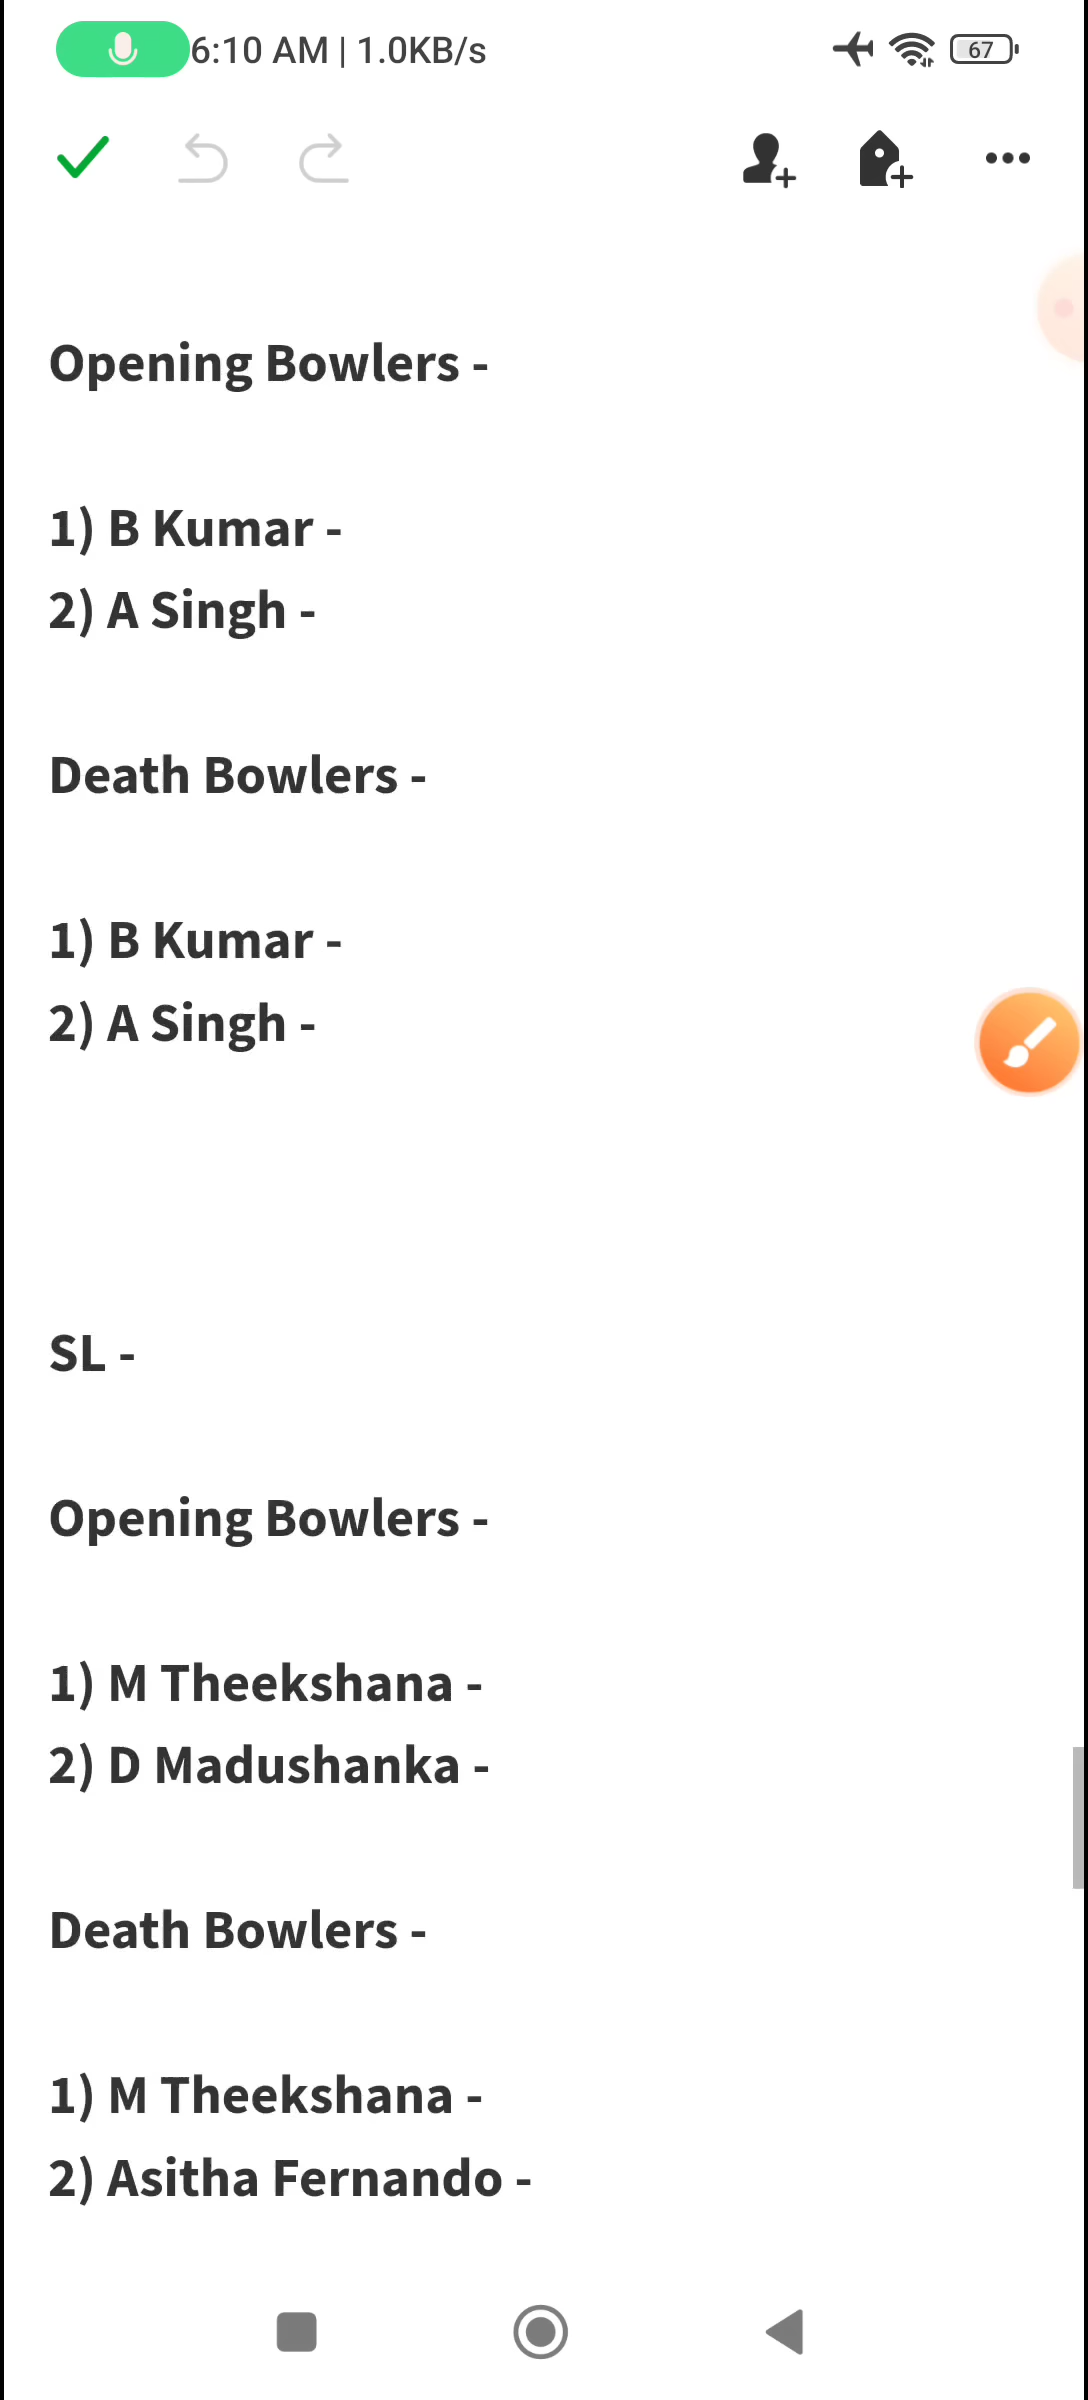 6:10 AM | 1.0KB/s
67
Opening Bowlers -
1) B Kumar -
2) A Singh -
Death Bowlers -
1) B Kumar -
2) A Singh -
SL -
Opening Bowlers -
1) M Theekshana -
2) D Madushanka -
Death Bowlers -
1) M Theekshana -
2) Asitha Fernando -